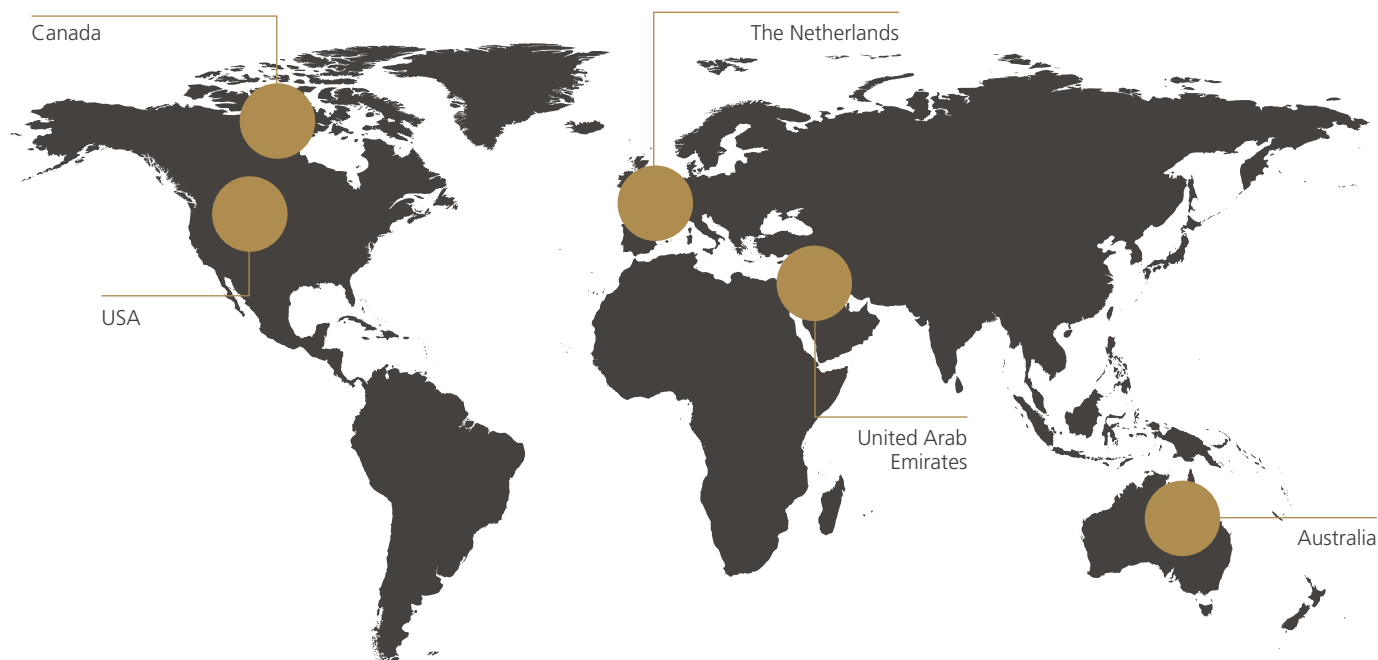 Canada
The Netherlands
USA
United Arab
Emirates
Australia